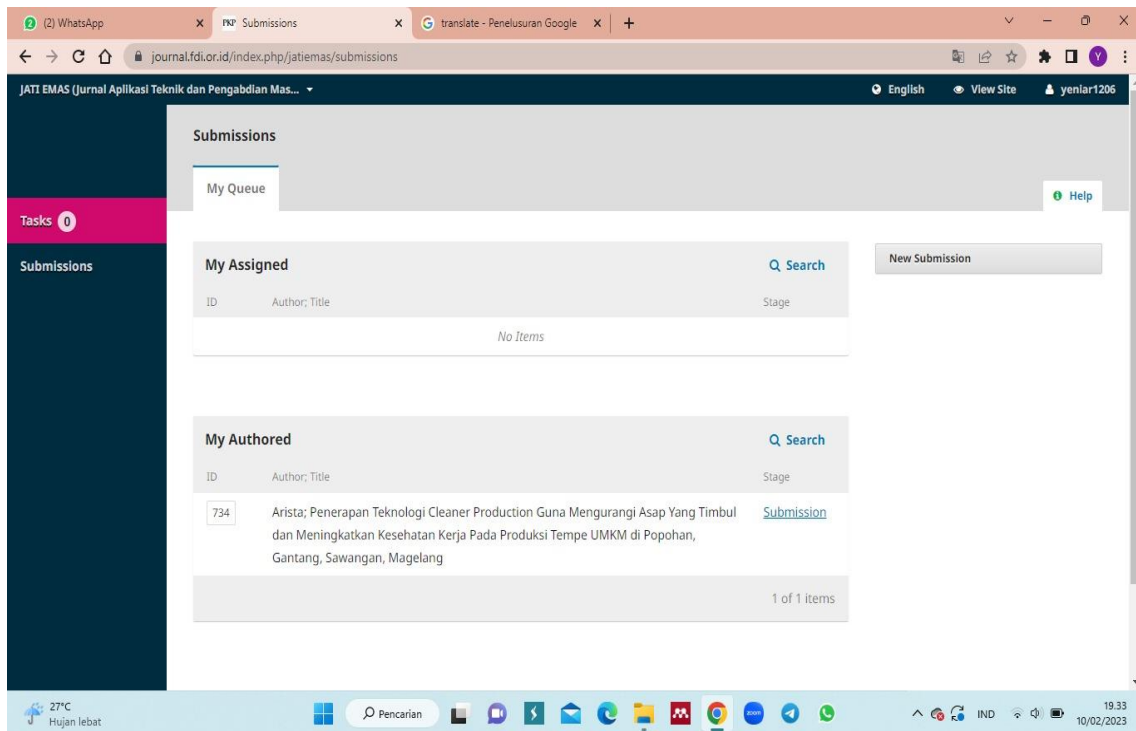 (2) WhatsApp
PKP Submissions
translate - Penelusuran Google
journal.fdi.or.id/index.php/jatiemas/submissions
Y
JATI EMAS (Jurnal Aplikasi Teknik dan Pengabdian Mas...
English
View Site
yeniar1206
Submissions
My Queue
Help
Tasks 0
Submissions
My Assigned
Search
New Submission
ID Author; Title Stage
No Items
My Authored
Search
ID Author; Title Stage
734 Arista; Penerapan Teknologi Cleaner Production Guna Mengurangi Asap Yang Timbul Submission
dan Meningkatkan Kesehatan Kerja Pada Produksi Tempe UMKM di Popohan,
Gantang, Sawangan, Magelang
1 of 1 items
27°C
Hujan lebat
Pencarian
zoom
IND
19.33
10/02/2023